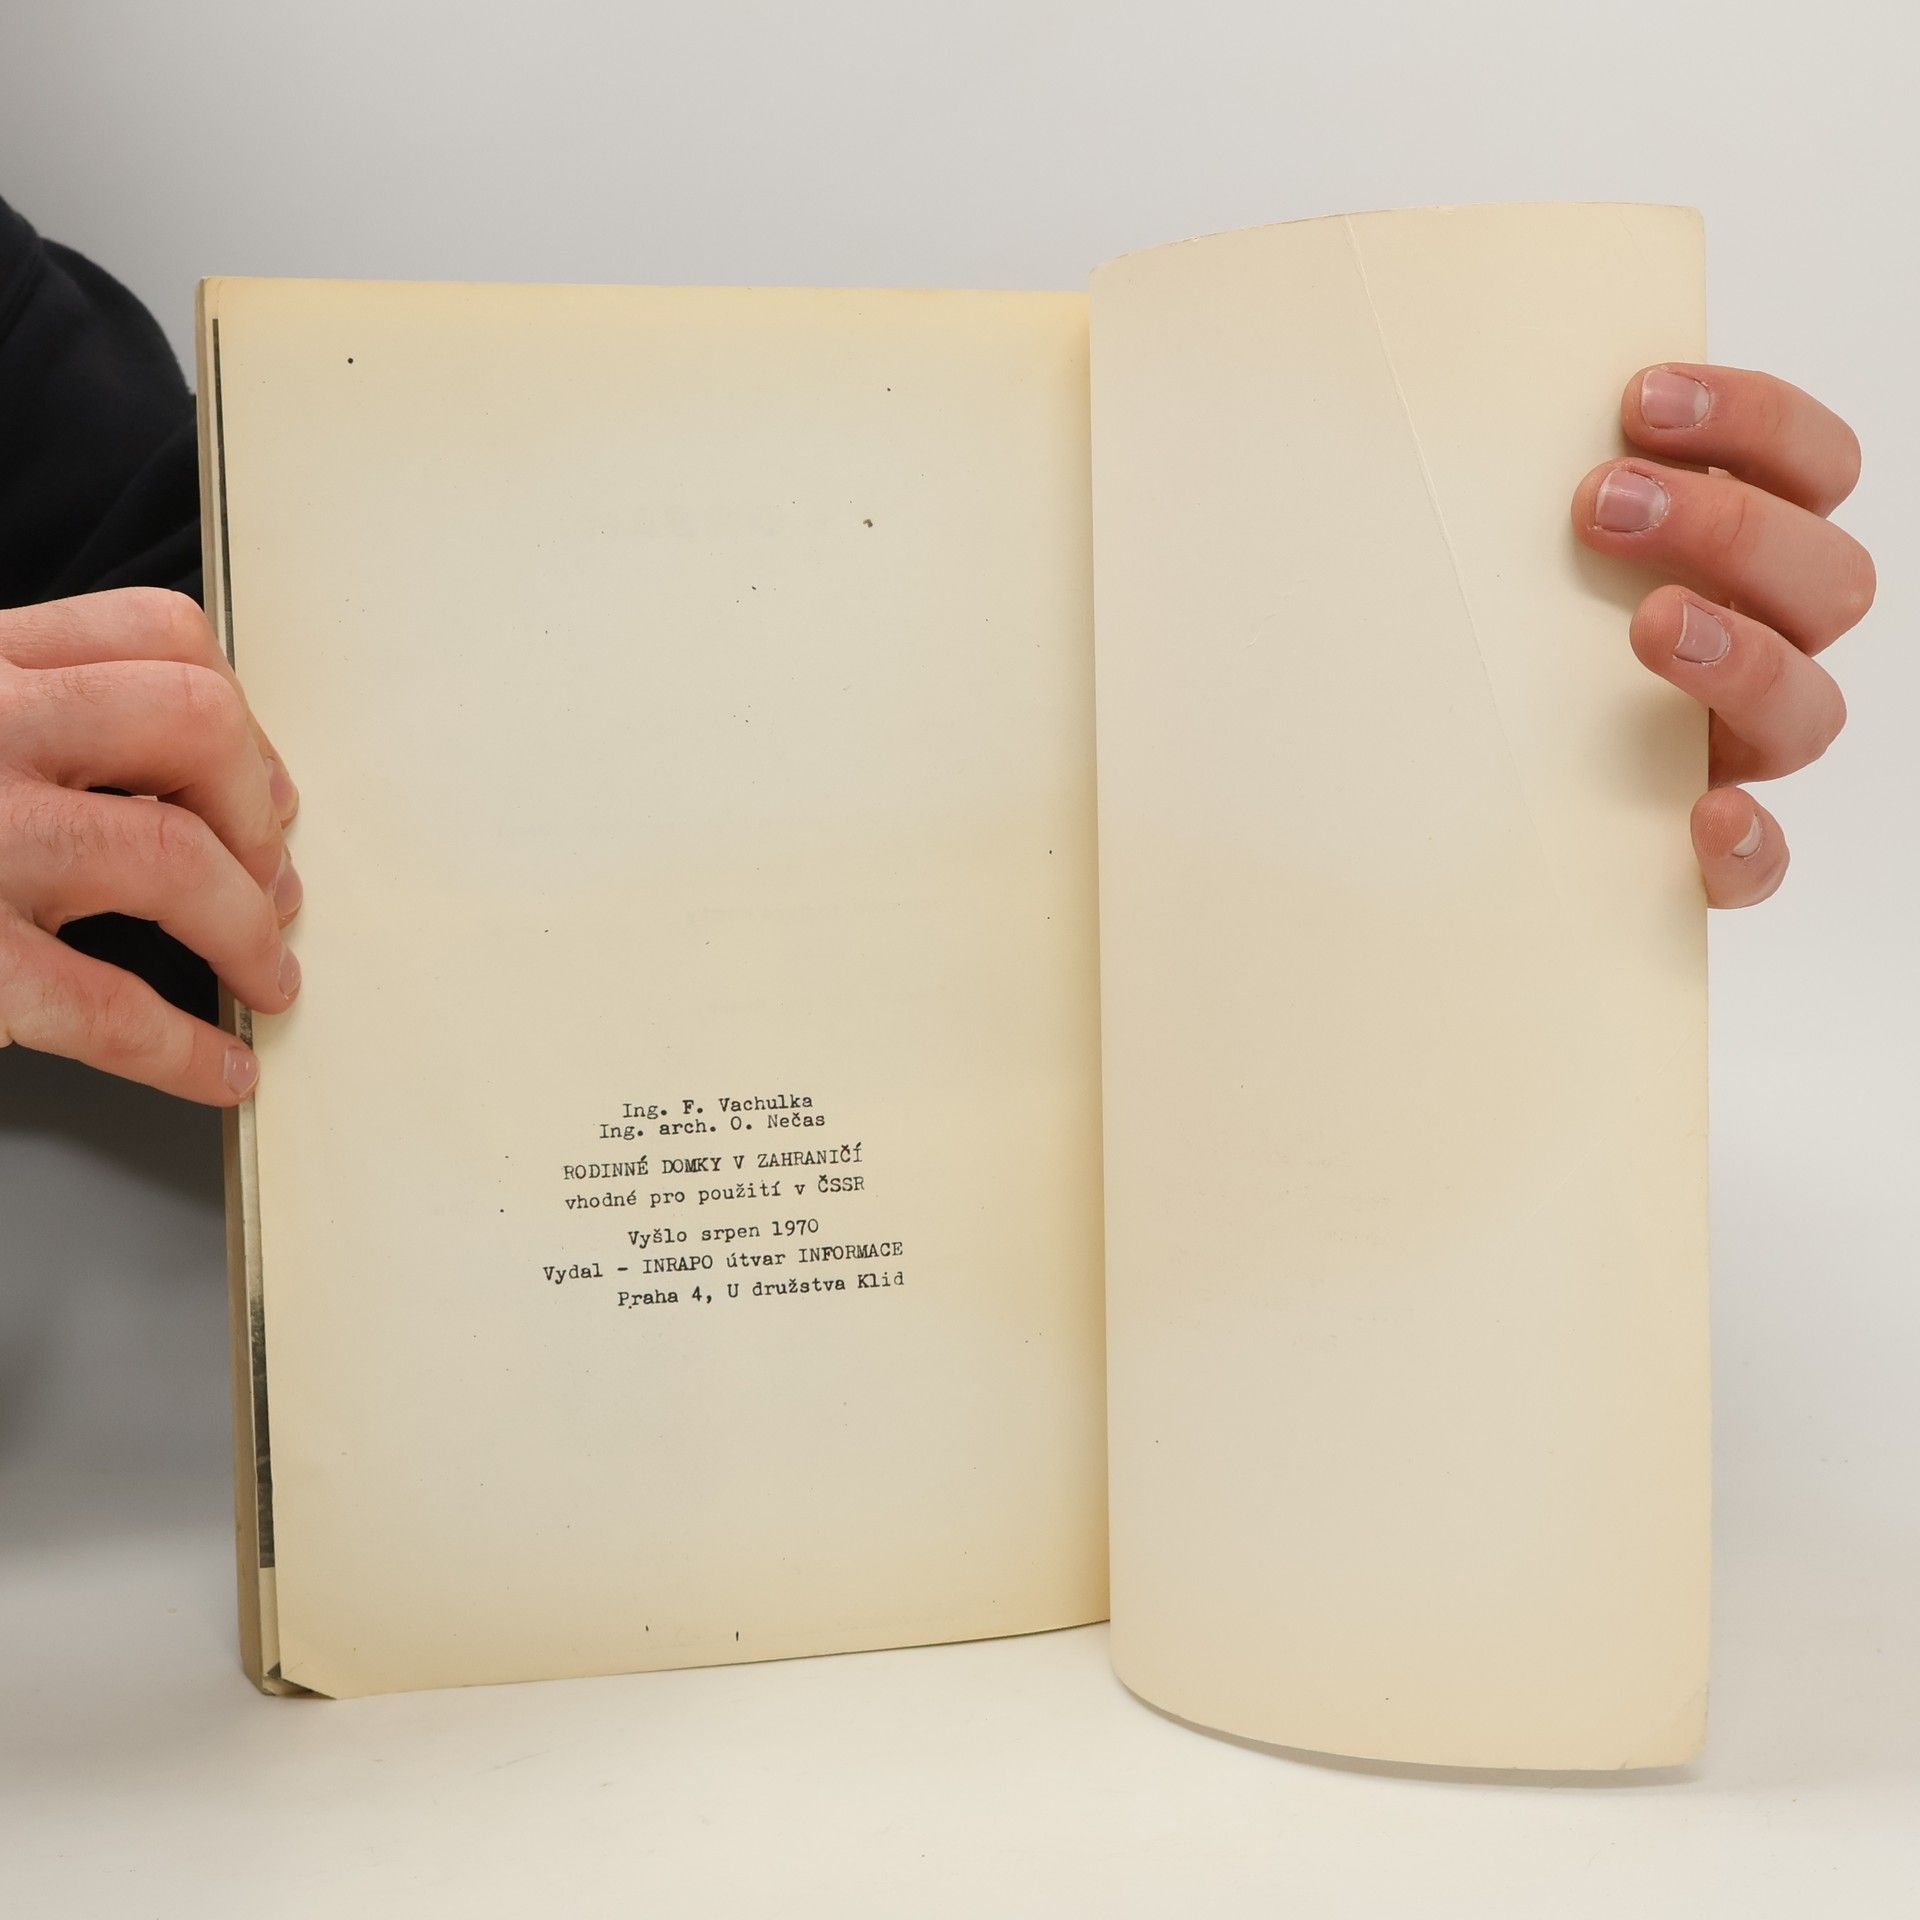 Ing. F. Vachulka
Ing. arch. O. Nečas
RODINNÉ DOMKY V ZAHRANIČÍ
vhodné pro použití v ČSSR
Vyšlo srpen 1970
Vydal - INRAPO útvar INFORMACE
Praha 4, U družstva Klid